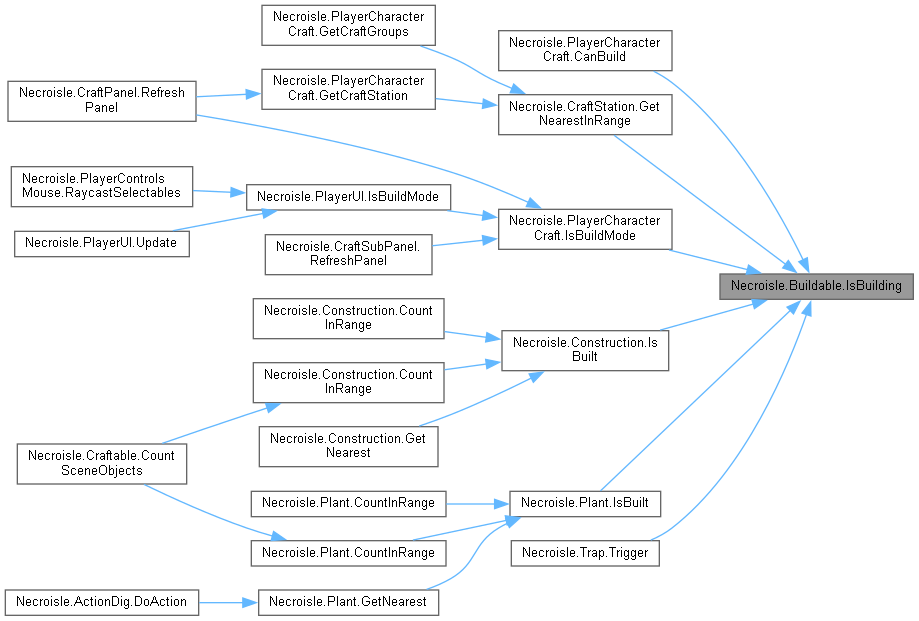 Necroisle.PlayerCharacter
Craft.GetCraftGroups
Necroisle.PlayerCharacter
Craft.CanBuild
Necroisle.CraftPanel.Refresh
Panel
Necroisle.PlayerCharacter
Craft.GetCraftStation
Necroisle.CraftStation.Get
NearestInRange
Necroisle.PlayerControls
Mouse.RaycastSelectables
Necroisle.PlayerUI.IsBuildMode
Necroisle.PlayerCharacter
Craft.IsBuildMode
Necroisle.PlayerUI.Update
Necroisle.CraftSubPanel.
RefreshPanel
Necroisle.Buildable.IsBuilding
Necroisle.Construction.Count
InRange
Necroisle.Construction.Is
Built
Necroisle.Construction.Count
InRange
Necroisle.Construction.Get
Nearest
Necroisle.Craftable.Count
SceneObjects
Necroisle.Plant.CountInRange
Necroisle.Plant.IsBuilt
Necroisle.Plant.CountInRange
Necroisle.Trap.Trigger
Necroisle.ActionDig.DoAction
Necroisle.Plant.GetNearest